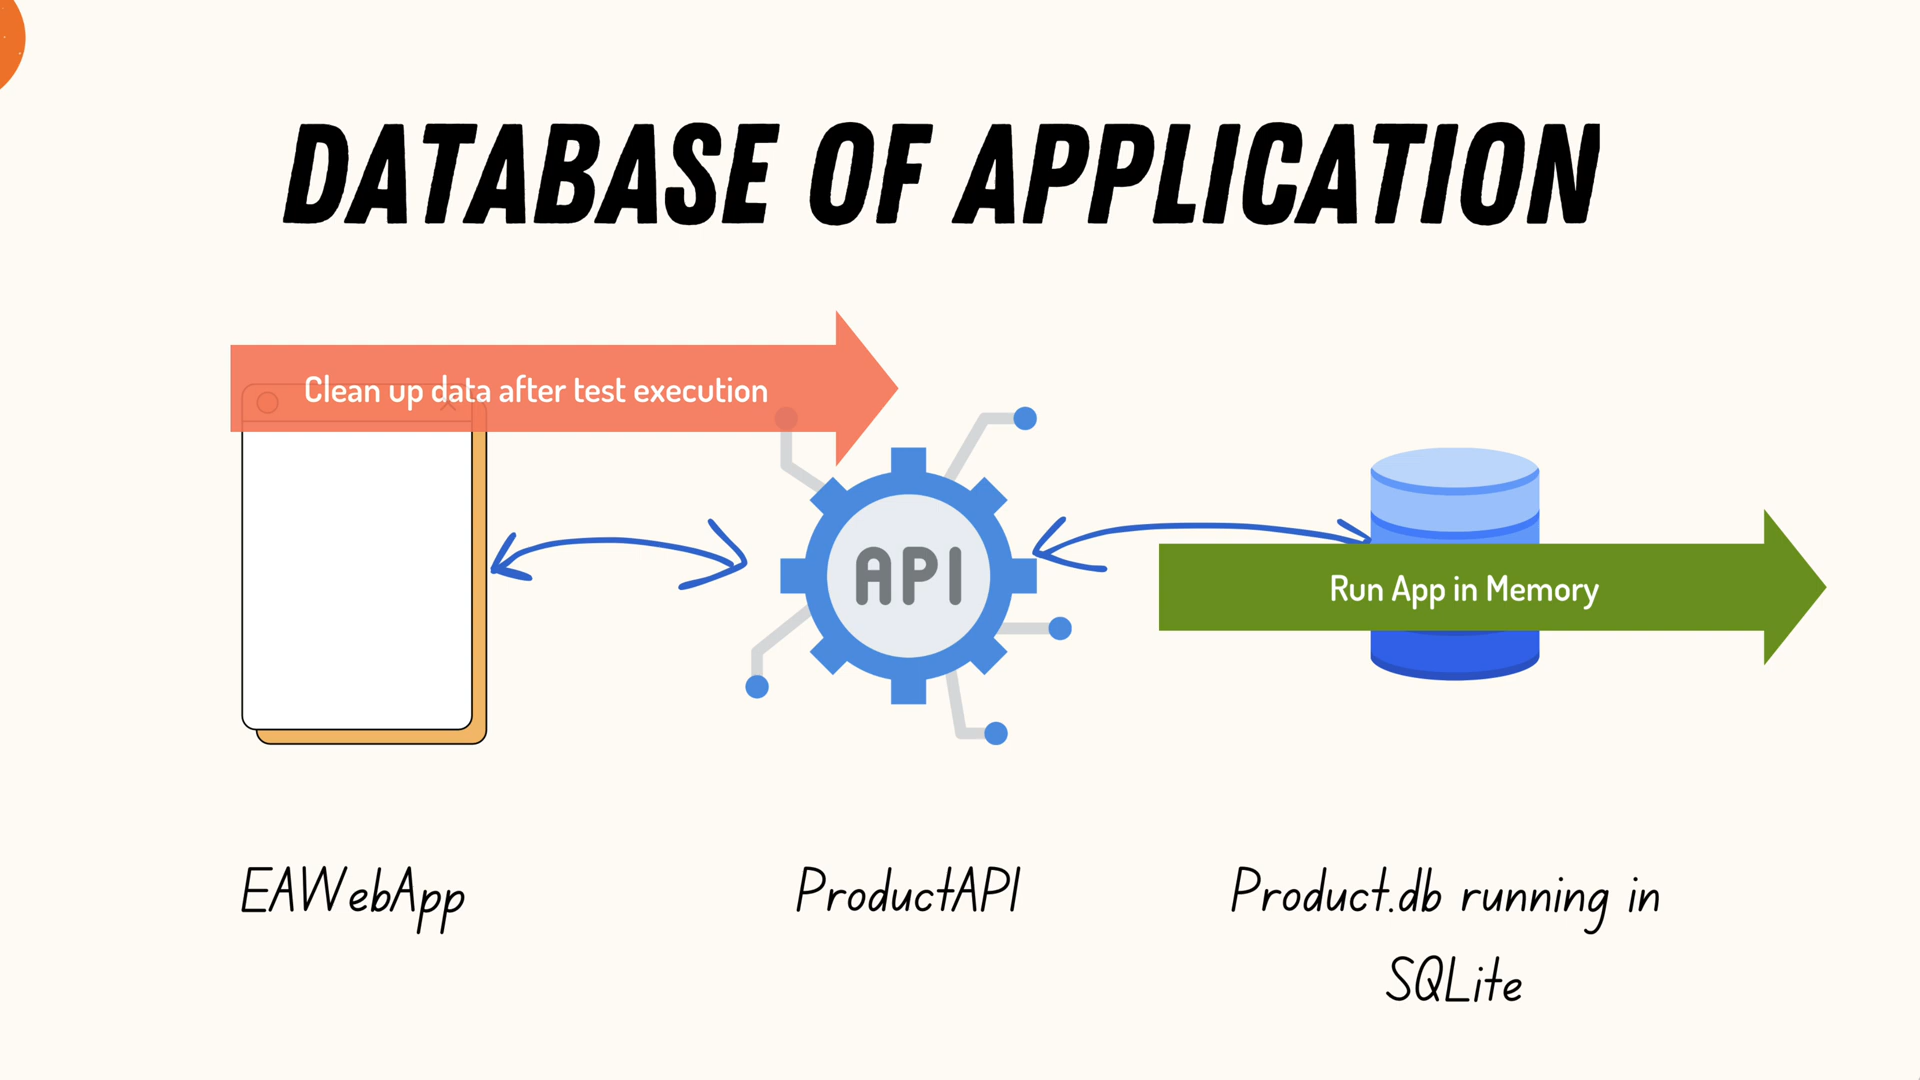 DATABASE OF APPLICATION
Clean up data after test execution
API
Run App in Memory
EAWebApp
ProductAPI
Product.db running in
SQLite